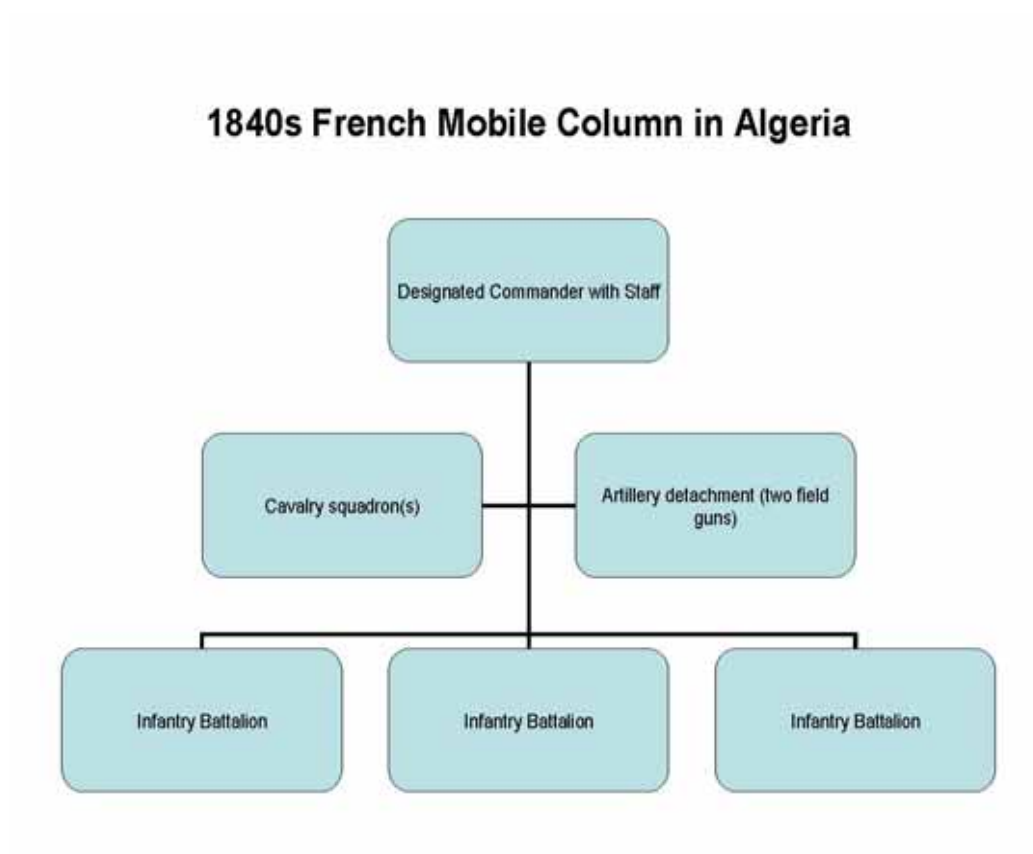 1840s French Mobile Column in Algeria
Designated Commander with Staff
Cavalry squadron(s)
Artillery detachment (two field
guns)
Infantry Battalion
Infantry Battalion
Infantry Battalion